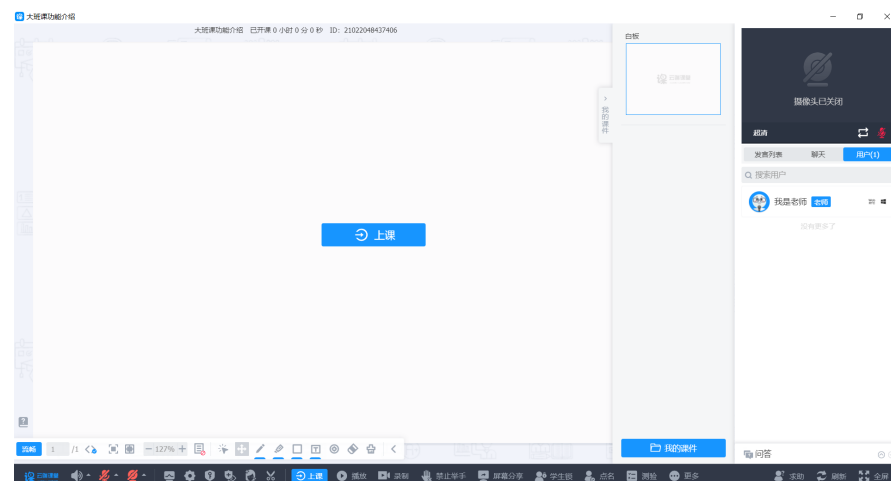 大班课功能介绍
大班课功能介绍 已开课 0 小时 0 分 0 秒 ID: 21022048437406
白板
我的课件
摄像头已关闭
超清
发言列表 聊天 用户(1)
搜索用户
我是老师 老师
没有更多了
上课
流畅 1 /1 127%
我的课件
问答
上课 播放 录制 禁止举手 屏幕分享 学生锁 点名 测验 更多 求助 刷新 全屏